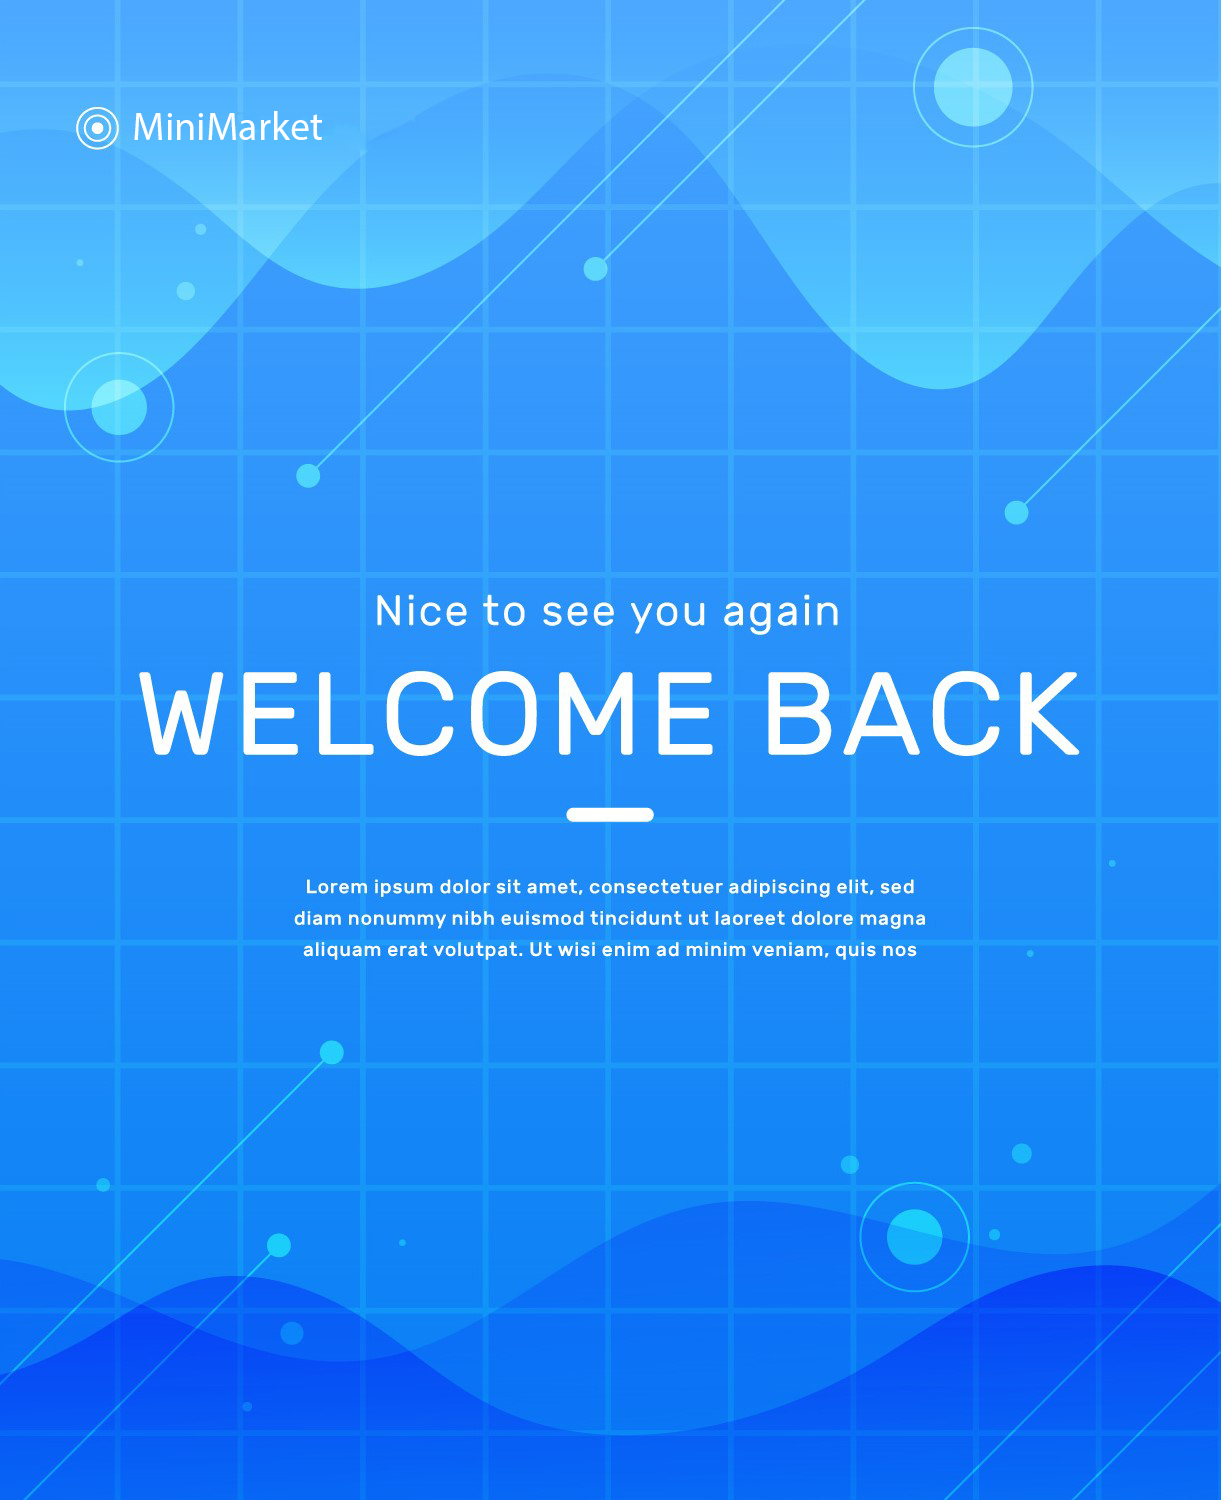 MiniMarket
Nice to see you again
WELCOME BACK
Lorem ipsum dolor sit amet, consectetuer adipiscing elit, sed
diam nonummy nibh euismod tincidunt ut laoreet dolore magna
aliquam erat volutpat. Ut wisi enim ad minim veniam, quis nos